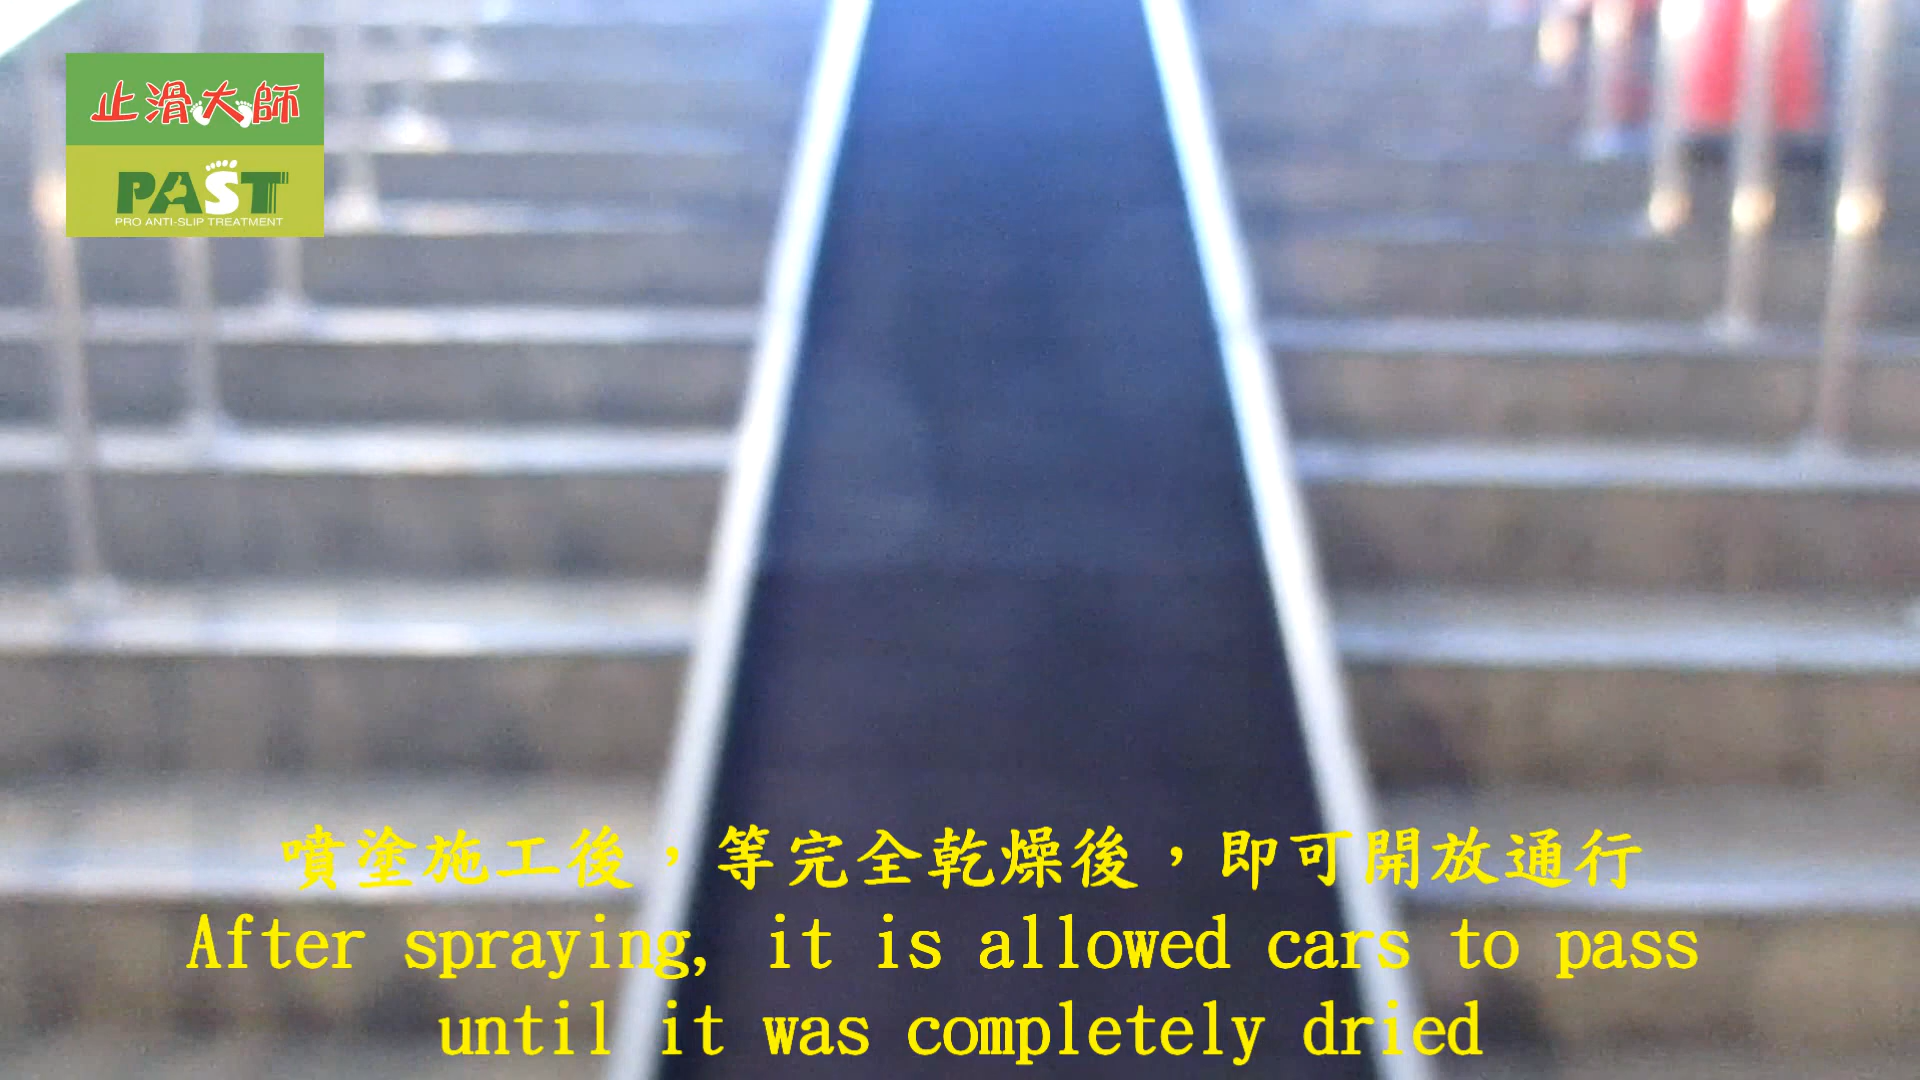 止滑大師
PAST
PRO ANTI-SLIP TREATMENT
噴塗施工後，等完全乾燥後，即可開放通行
After spraying, it is allowed cars to pass
until it was completely dried